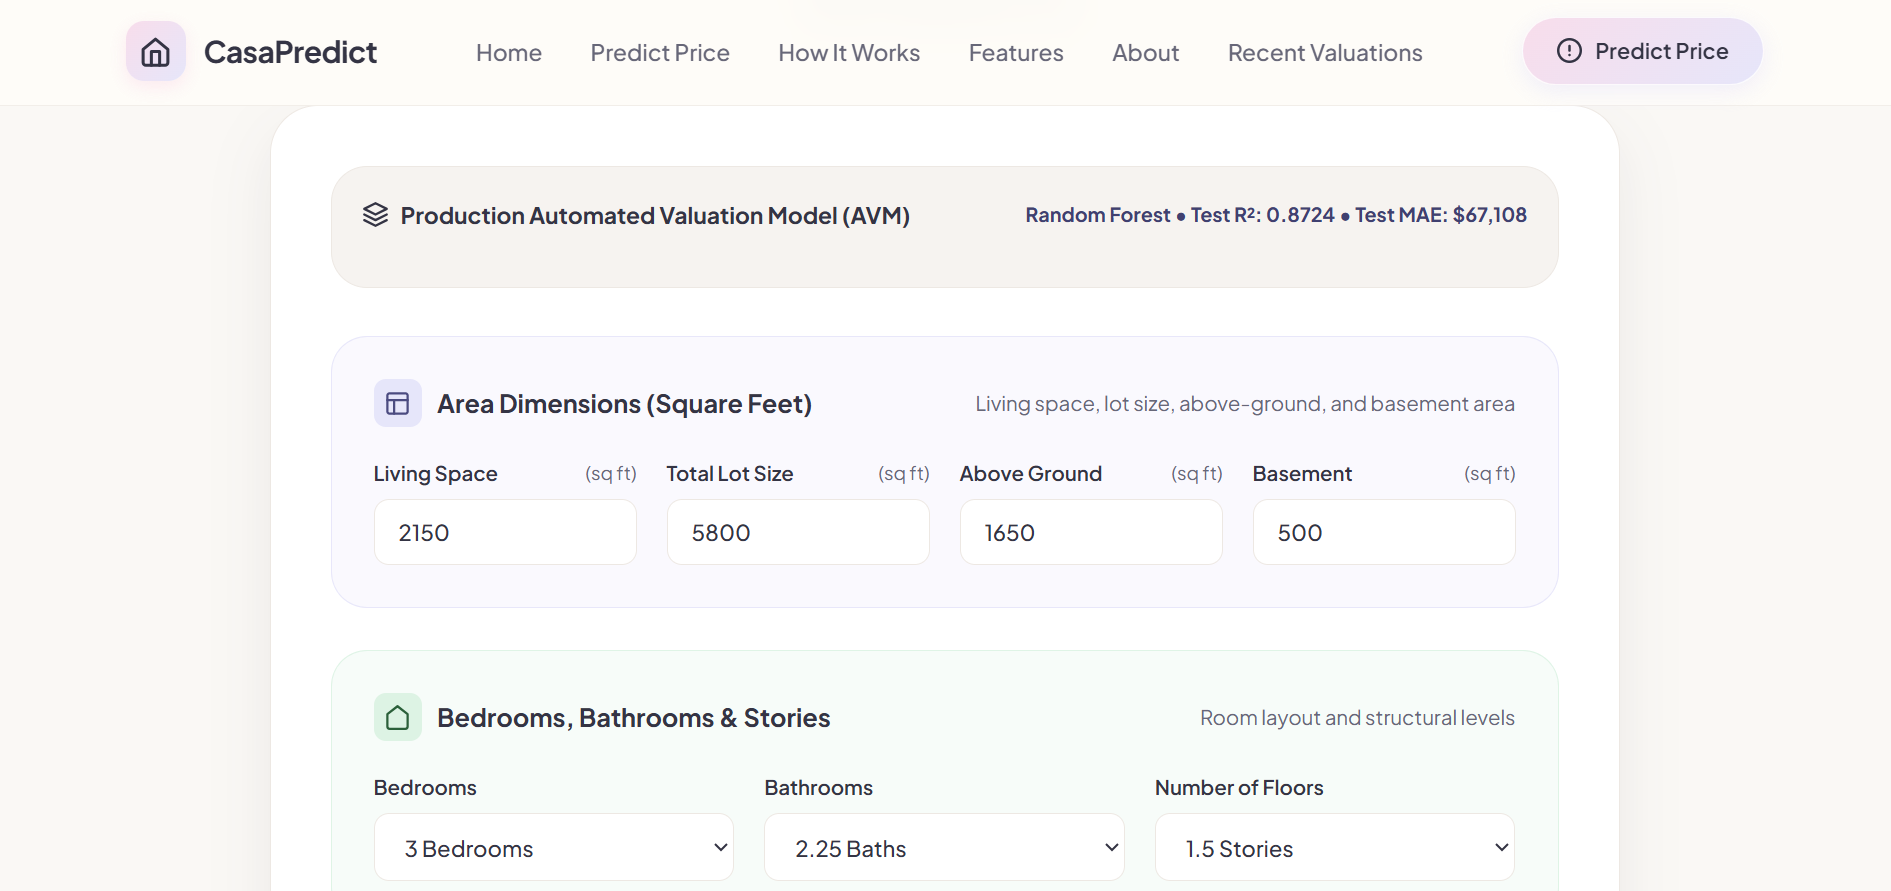 CasaPredict
Home
Predict Price
How It Works
Features
About
Recent Valuations
Predict Price
Production Automated Valuation Model (AVM)
Random Forest ● Test R²: 0.8724 ● Test MAE: $67,108
Area Dimensions (Square Feet)
Living space, lot size, above-ground, and basement area
Living Space (sq ft)
Total Lot Size (sq ft)
Above Ground (sq ft)
Basement (sq ft)
2150
5800
1650
500
Bedrooms, Bathrooms & Stories
Room layout and structural levels
Bedrooms
Bathrooms
Number of Floors
3 Bedrooms
2.25 Baths
1.5 Stories